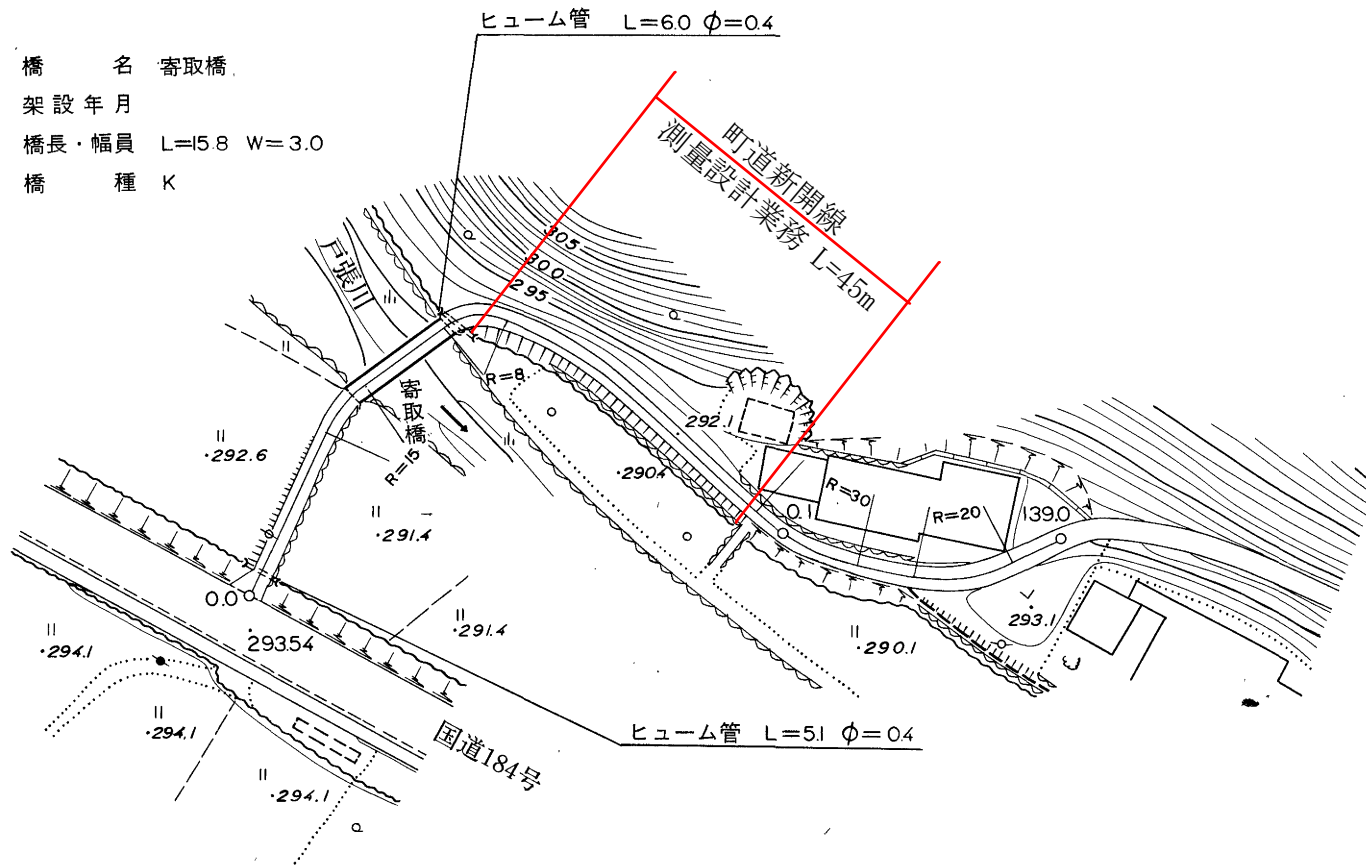 ヒューム管 L=6.0 φ=0.4
橋 名 寄取橋
架設年月
橋長・幅員 L=15.8 W=3.0
橋 種 K
町道新開線
測量設計業務 L=45m
305
300
295
戸張川
寄取橋
R=8
R=15
292.1
290.4
292.6
291.4
R=30
R=20
0.1
139.0
0.0
293.54
291.4
293.1
290.1
294.1
294.1
294.1
国道184号
ヒューム管 L=5.1 φ=0.4